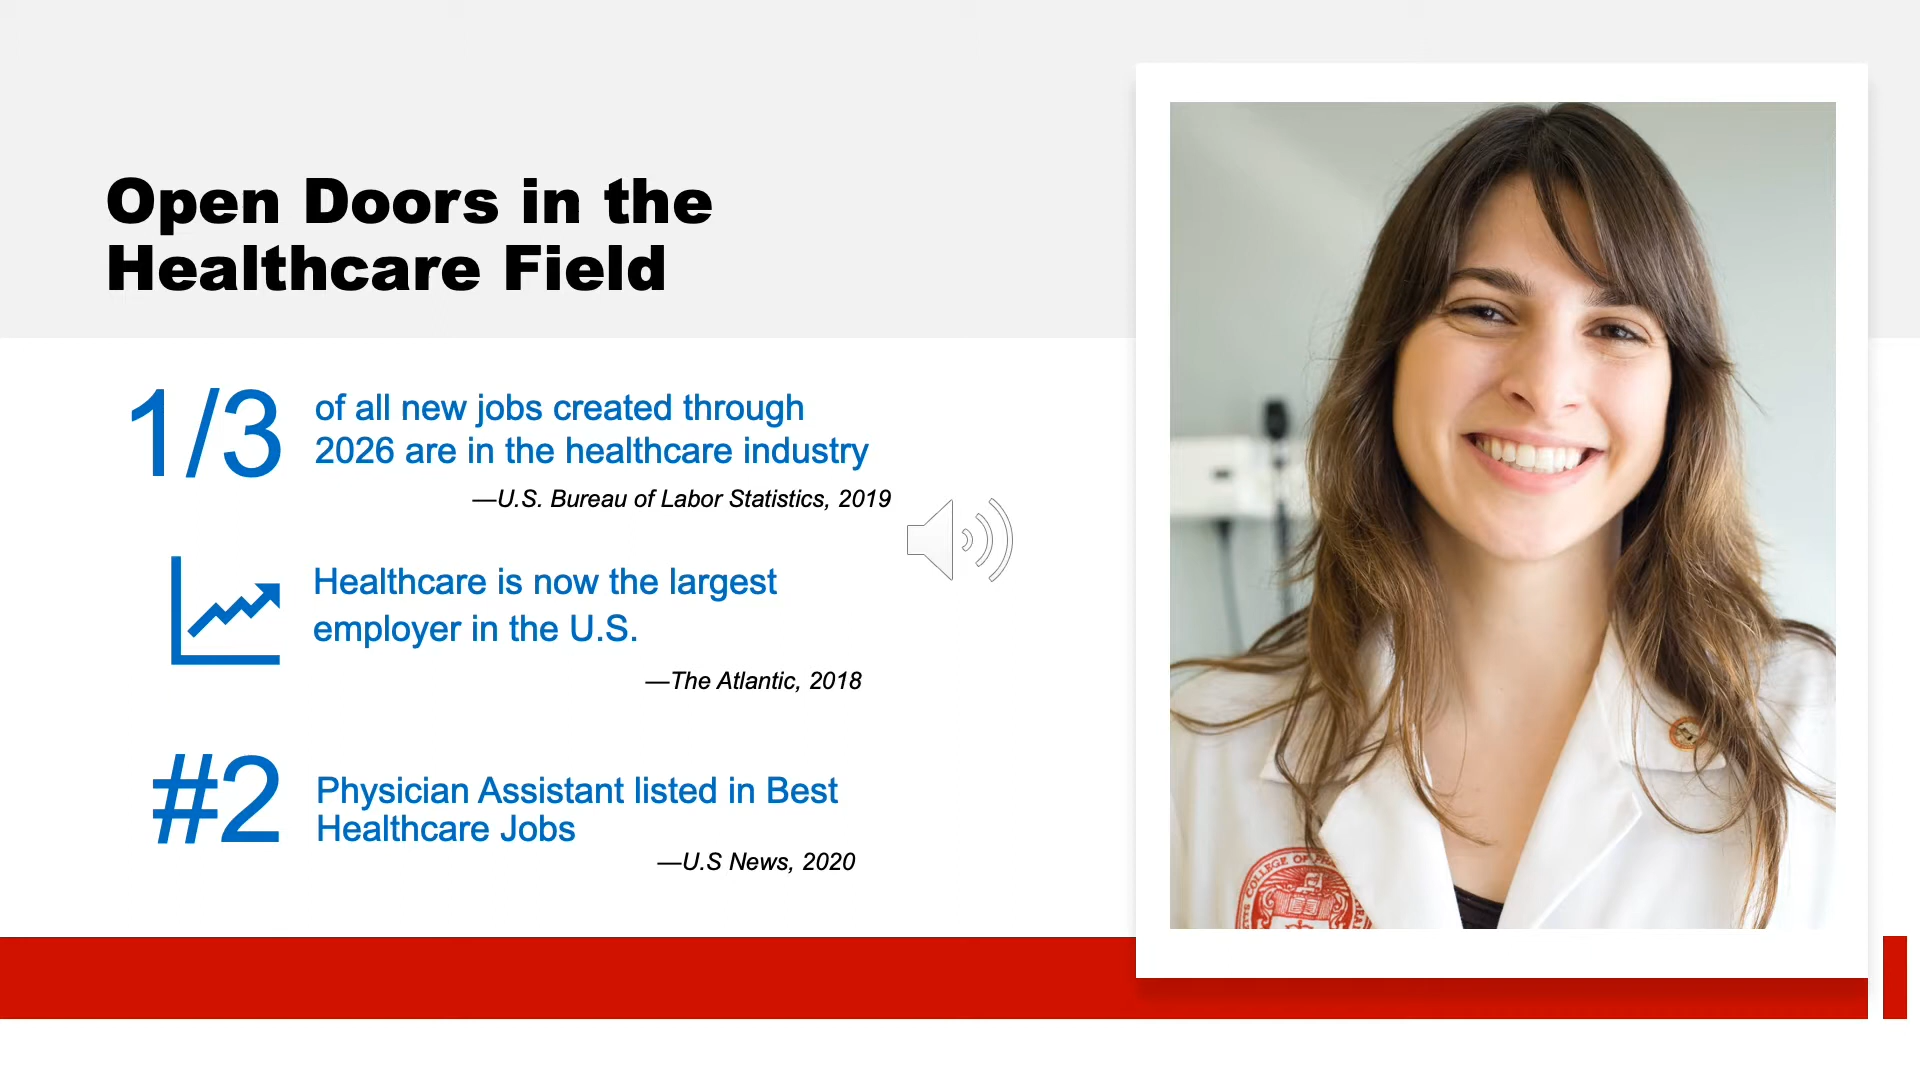 Open Doors in the
Healthcare Field
1/3
of all new jobs created through
2026 are in the healthcare industry
—U.S. Bureau of Labor Statistics, 2019
Healthcare is now the largest
employer in the U.S.
—The Atlantic, 2018
#2
Physician Assistant listed in Best
Healthcare Jobs
—U.S News, 2020
COLLEGE OF